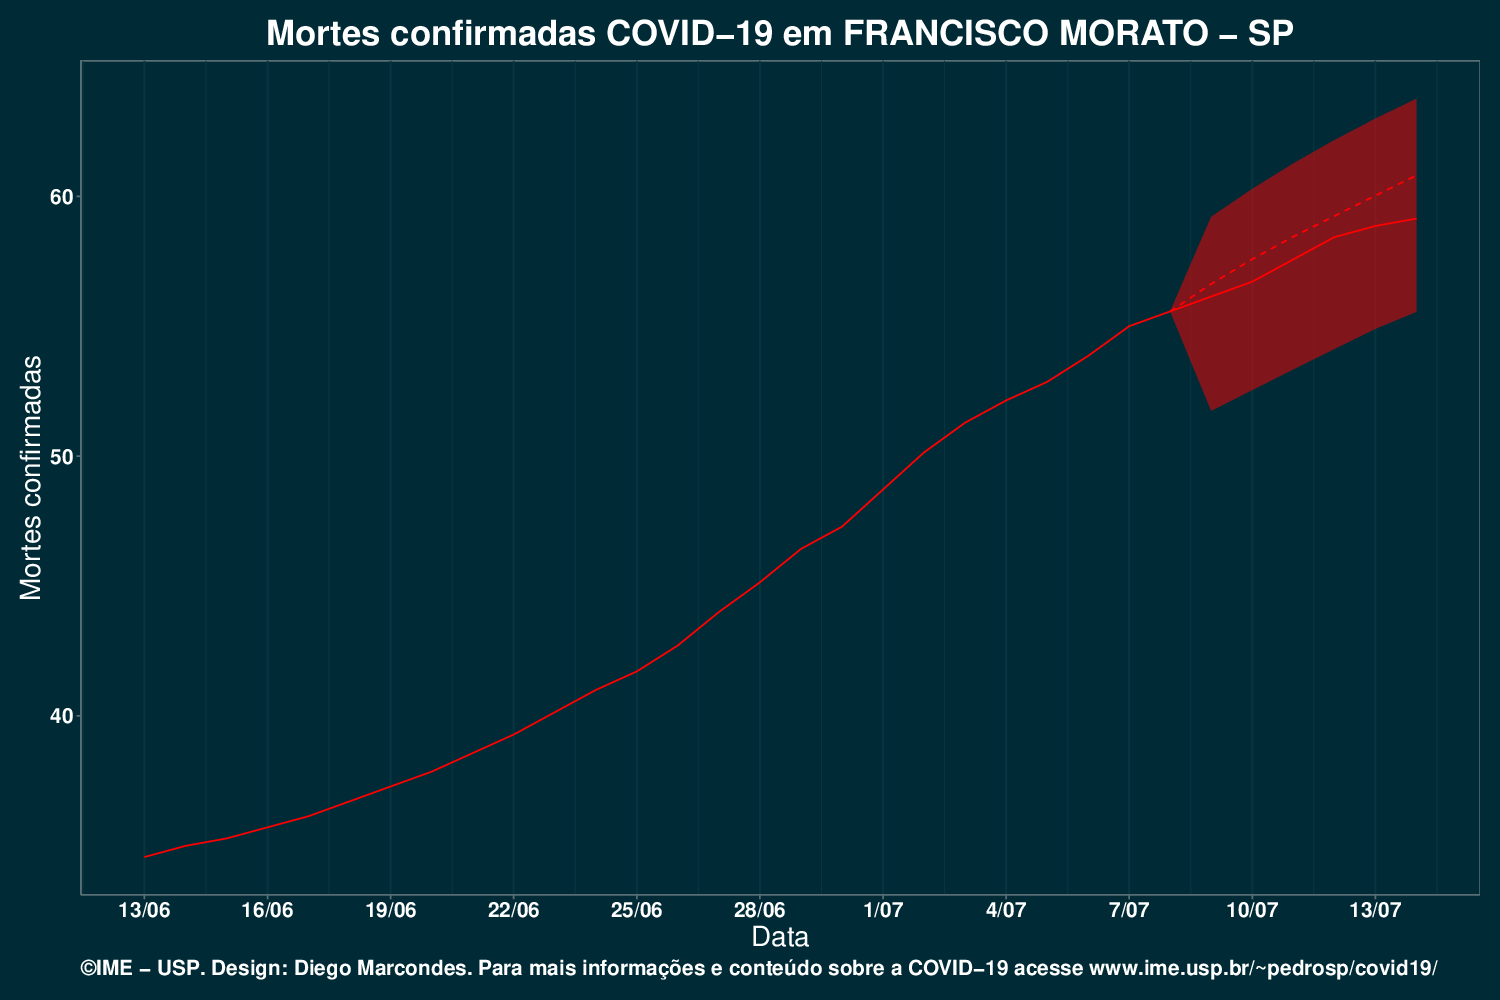 Mortes confirmadas COVID−19 em FRANCISCO MORATO − SP
Mortes confirmadas
60
50
40
13/06 16/06 19/06 22/06 25/06 28/06 1/07 4/07 7/07 10/07 13/07
Data
©IME − USP. Design: Diego Marcondes. Para mais informações e conteúdo sobre a COVID−19 acesse www.ime.usp.br/~pedrosp/covid19/